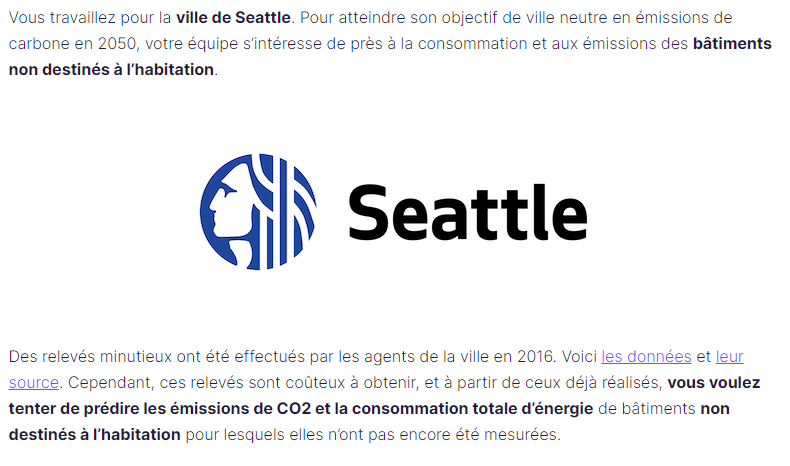 Vous travaillez pour la ville de Seattle. Pour atteindre son objectif de ville neutre en émissions de
carbone en 2050, votre équipe s’intéresse de près à la consommation et aux émissions des bâtiments
non destinés à l’habitation.
Seattle
Des relevés minutieux ont été effectués par les agents de la ville en 2016. Voici les données et leur
source. Cependant, ces relevés sont coûteux à obtenir, et à partir de ceux déjà réalisés, vous voulez
tenter de prédire les émissions de CO2 et la consommation totale d’énergie de bâtiments non
destinés à l’habitation pour lesquels elles n’ont pas encore été mesurées.